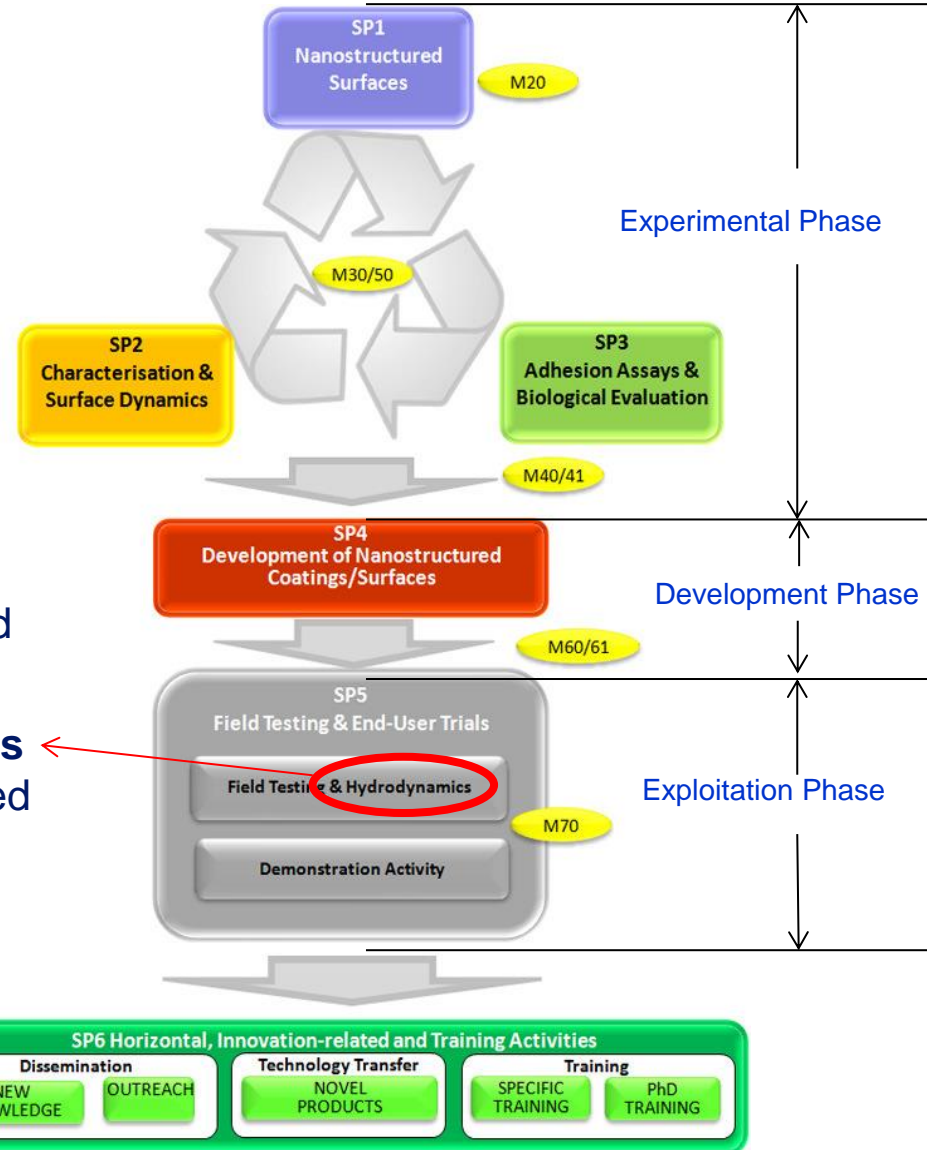 SP1
Nanostructured
Surfaces
M20
Experimental Phase
M30/50
SP2
Characterisation &
Surface Dynamics
SP3
Adhesion Assays &
Biological Evaluation
M40/41
SP4
Development of Nanostructured
Coatings/Surfaces
Development Phase
M60/61
SP5
Field Testing & End-User Trials
Field Testing & Hydrodynamics
Exploitation Phase
M70
Demonstration Activity
SP6 Horizontal, Innovation-related and Training Activities
Dissemination
OUTREACH
Technology Transfer
NOVEL
PRODUCTS
Training
SPECIFIC
TRAINING
PhD
TRAINING